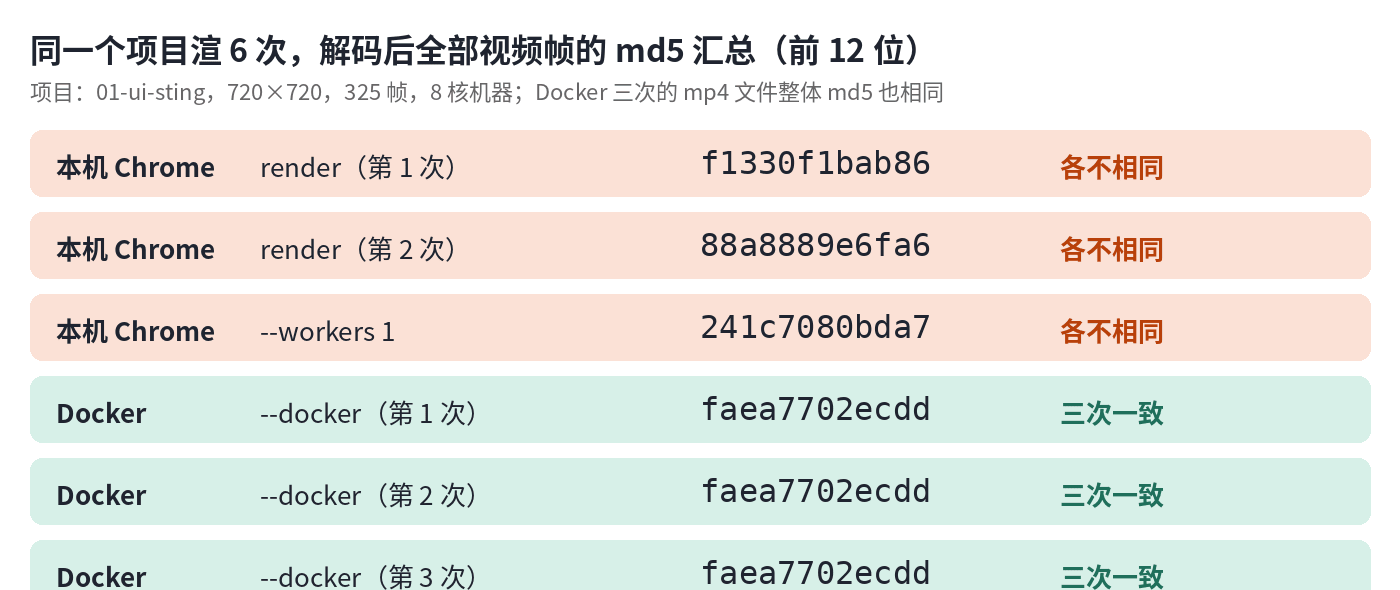 同一个项目渲 6 次，解码后全部视频帧的 md5 汇总（前 12 位）
项目：01-ui-sting，720×720，325 帧，8 核机器；Docker 三次的 mp4 文件整体 md5 也相同
本机 Chrome render（第 1 次） f1330f1bab86 各不相同
本机 Chrome render（第 2 次） 88a8889e6fa6 各不相同
本机 Chrome --workers 1 241c7080bda7 各不相同
Docker --docker（第 1 次） faea7702ecdd 三次一致
Docker --docker（第 2 次） faea7702ecdd 三次一致
Docker --docker（第 3 次） faea7702ecdd 三次一致